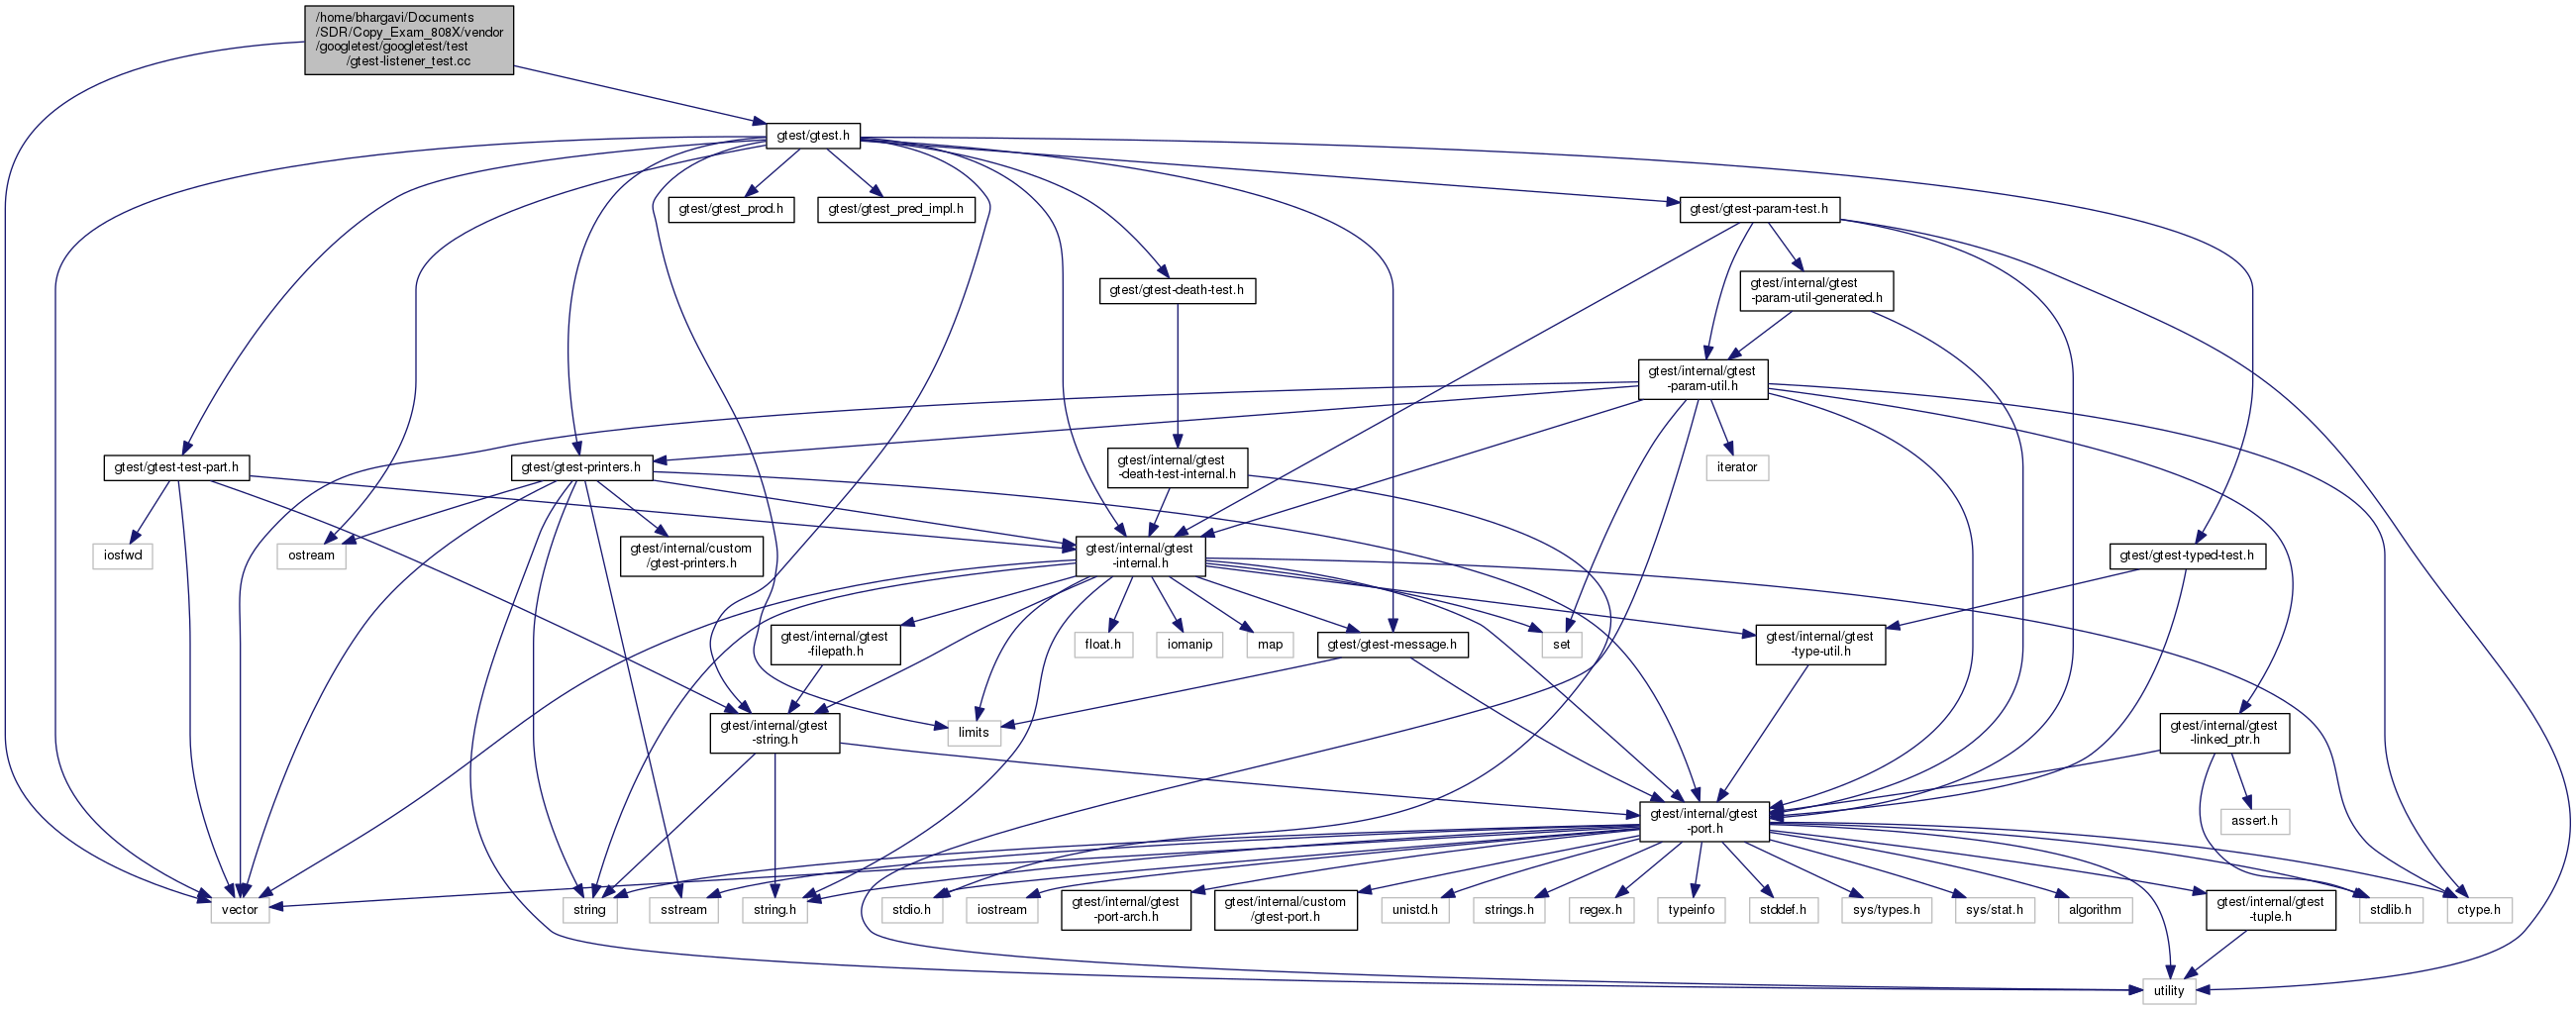 /home/bhargavi/Documents
/SDR/Copy_Exam_808X/vendor
/googletest/googletest/test
/gtest-listener_test.cc
gtest/gtest.h
gtest/gtest_prod.h
gtest/gtest_pred_impl.h
gtest/gtest-param-test.h
gtest/gtest-death-test.h
gtest/internal/gtest
-param-util-generated.h
gtest/internal/gtest
-param-util.h
gtest/gtest-test-part.h
gtest/gtest-printers.h
gtest/internal/gtest
-death-test-internal.h
iterator
iosfwd
ostream
gtest/internal/custom
/gtest-printers.h
gtest/internal/gtest
-internal.h
gtest/gtest-typed-test.h
gtest/internal/gtest
-filepath.h
float.h
iomanip
map
gtest/gtest-message.h
set
gtest/internal/gtest
-type-util.h
gtest/internal/gtest
-string.h
limits
gtest/internal/gtest
-linked_ptr.h
gtest/internal/gtest
-port.h
assert.h
vector
string
sstream
string.h
stdio.h
iostream
gtest/internal/gtest
-port-arch.h
gtest/internal/custom
/gtest-port.h
unistd.h
strings.h
regex.h
typeinfo
stddef.h
sys/types.h
sys/stat.h
algorithm
gtest/internal/gtest
-tuple.h
stdlib.h
ctype.h
utility